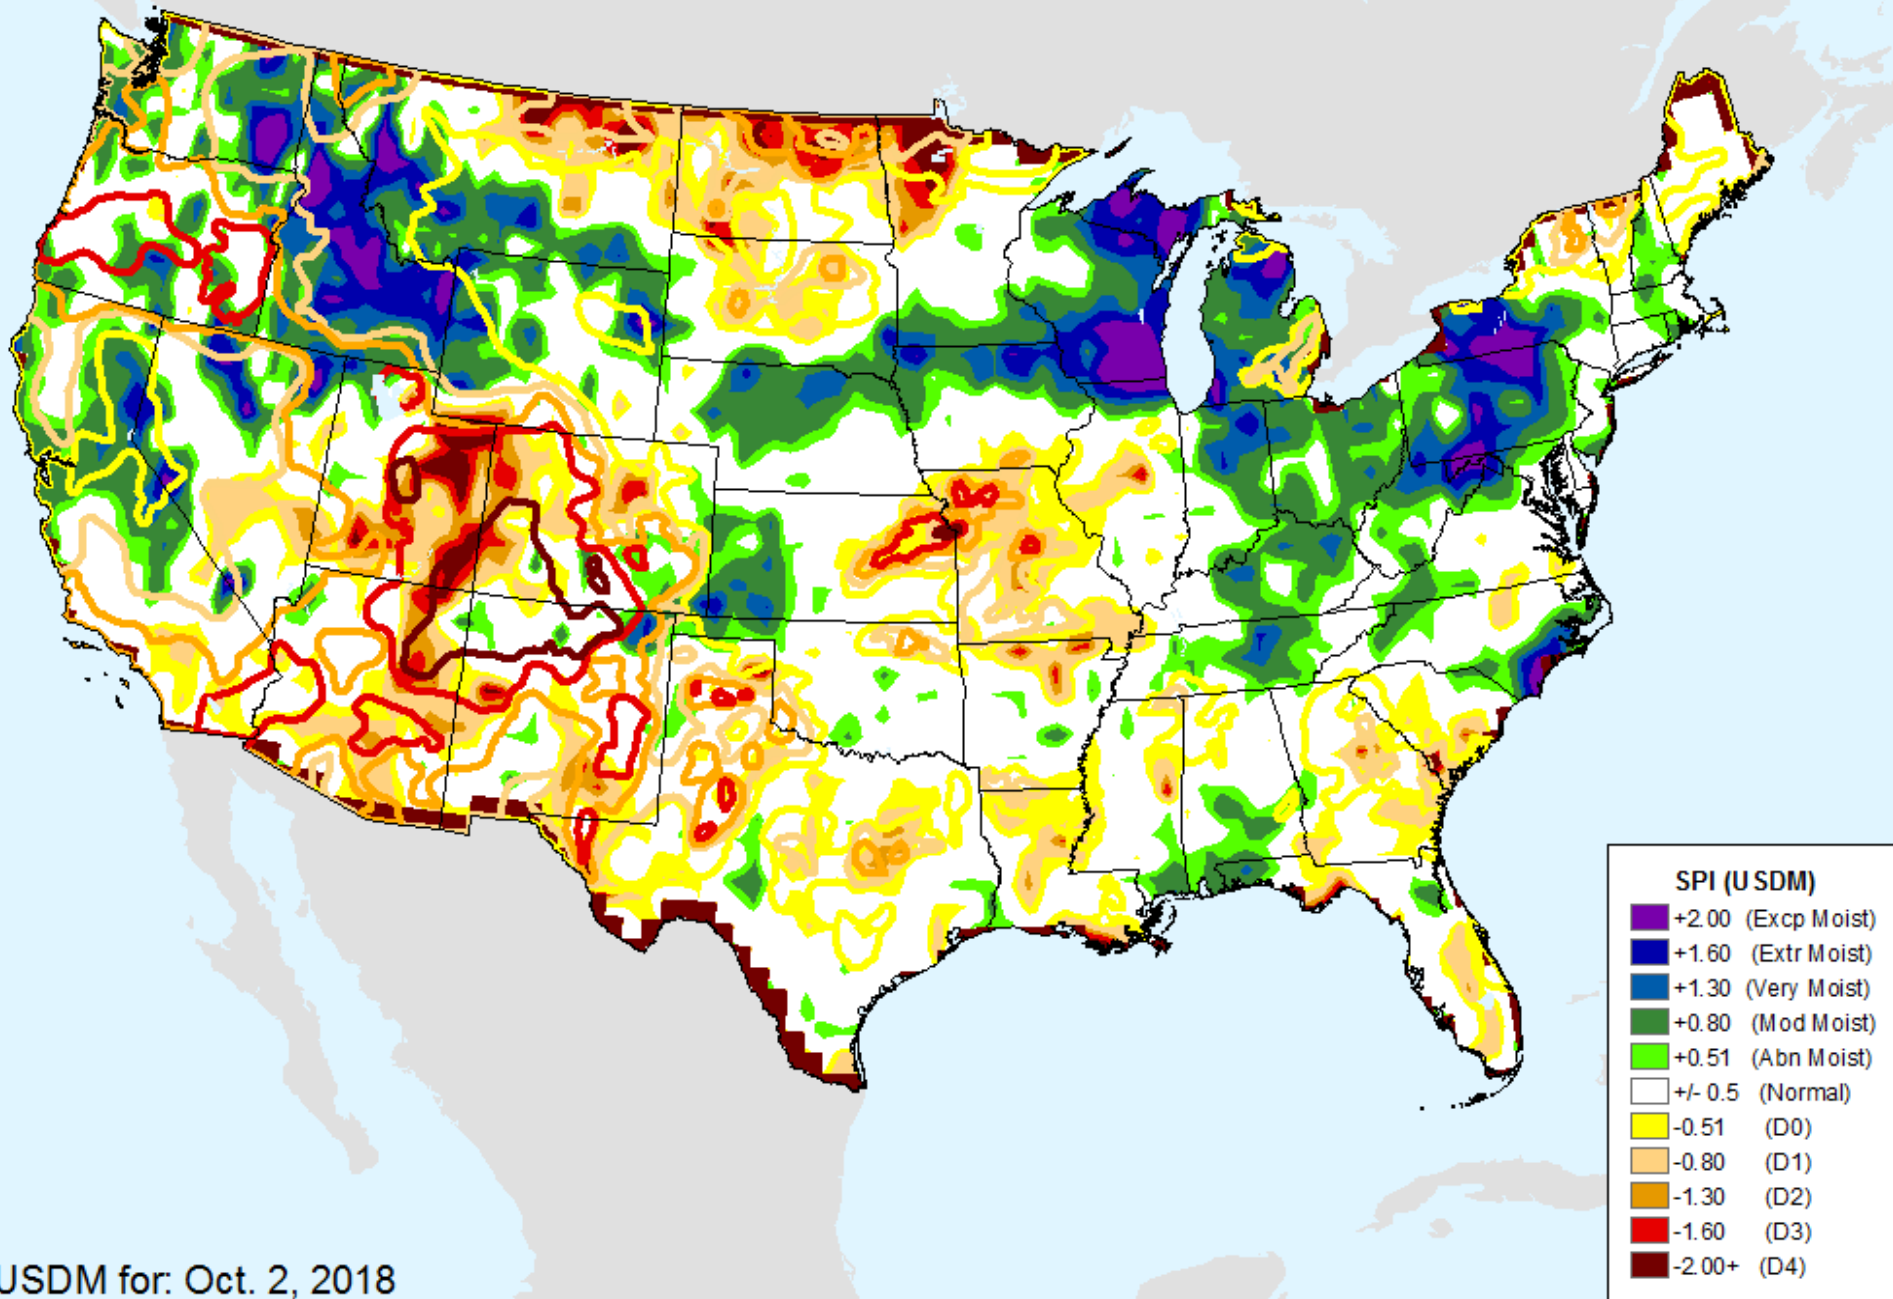 SPI (USDM)
+2.00 (Excp Moist)
+1.60 (Extr Moist)
+1.30 (Very Moist)
+0.80 (Mod Moist)
+0.51 (Abn Moist)
+/- 0.5 (Normal)
-0.51 (D0)
-0.80 (D1)
-1.30 (D2)
-1.60 (D3)
-2.00+ (D4)
USDM for: Oct. 2, 2018